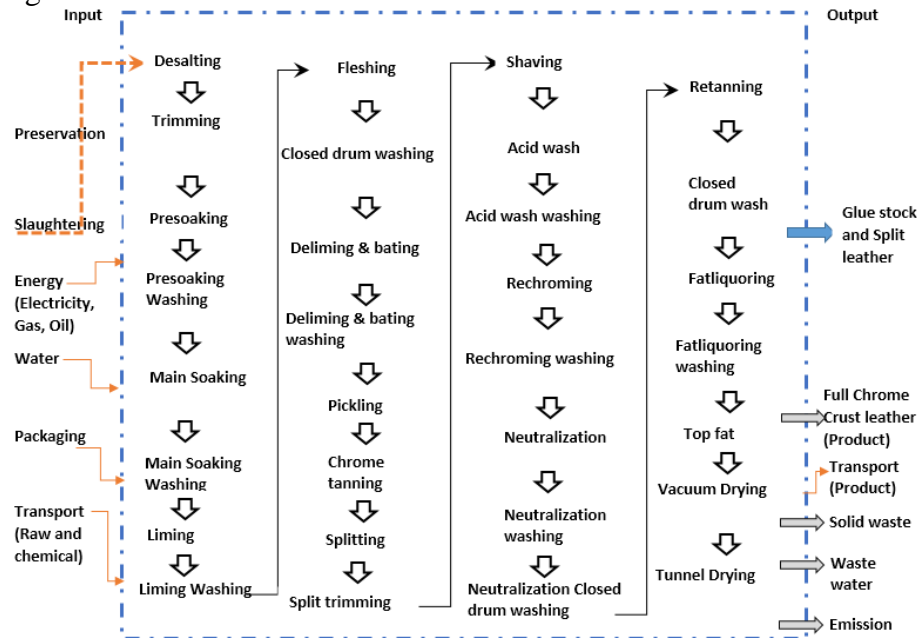 Input
Output
Preservation
Slaughtering
Energy
(Electricity,
Gas, Oil)
Water
Packaging
Transport
(Raw and
chemical)
Desalting
Trimming
Presoaking
Presoaking
Washing
Main Soaking
Main Soaking
Washing
Liming
Liming Washing
Fleshing
Closed drum washing
Deliming & bating
Deliming & bating
washing
Pickling
Chrome
tanning
Splitting
Split trimming
Shaving
Acid wash
Acid wash washing
Rechroming
Rechroming washing
Neutralization
Neutralization
washing
Neutralization Closed
drum washing
Retanning
Closed
drum wash
Fatliquoring
Fatliquoring
washing
Top fat
Vacuum Drying
Tunnel Drying
Glue stock
and Split
leather
Full Chrome
Crust leather
(Product)
Transport
(Product)
Solid waste
Waste
water
Emission